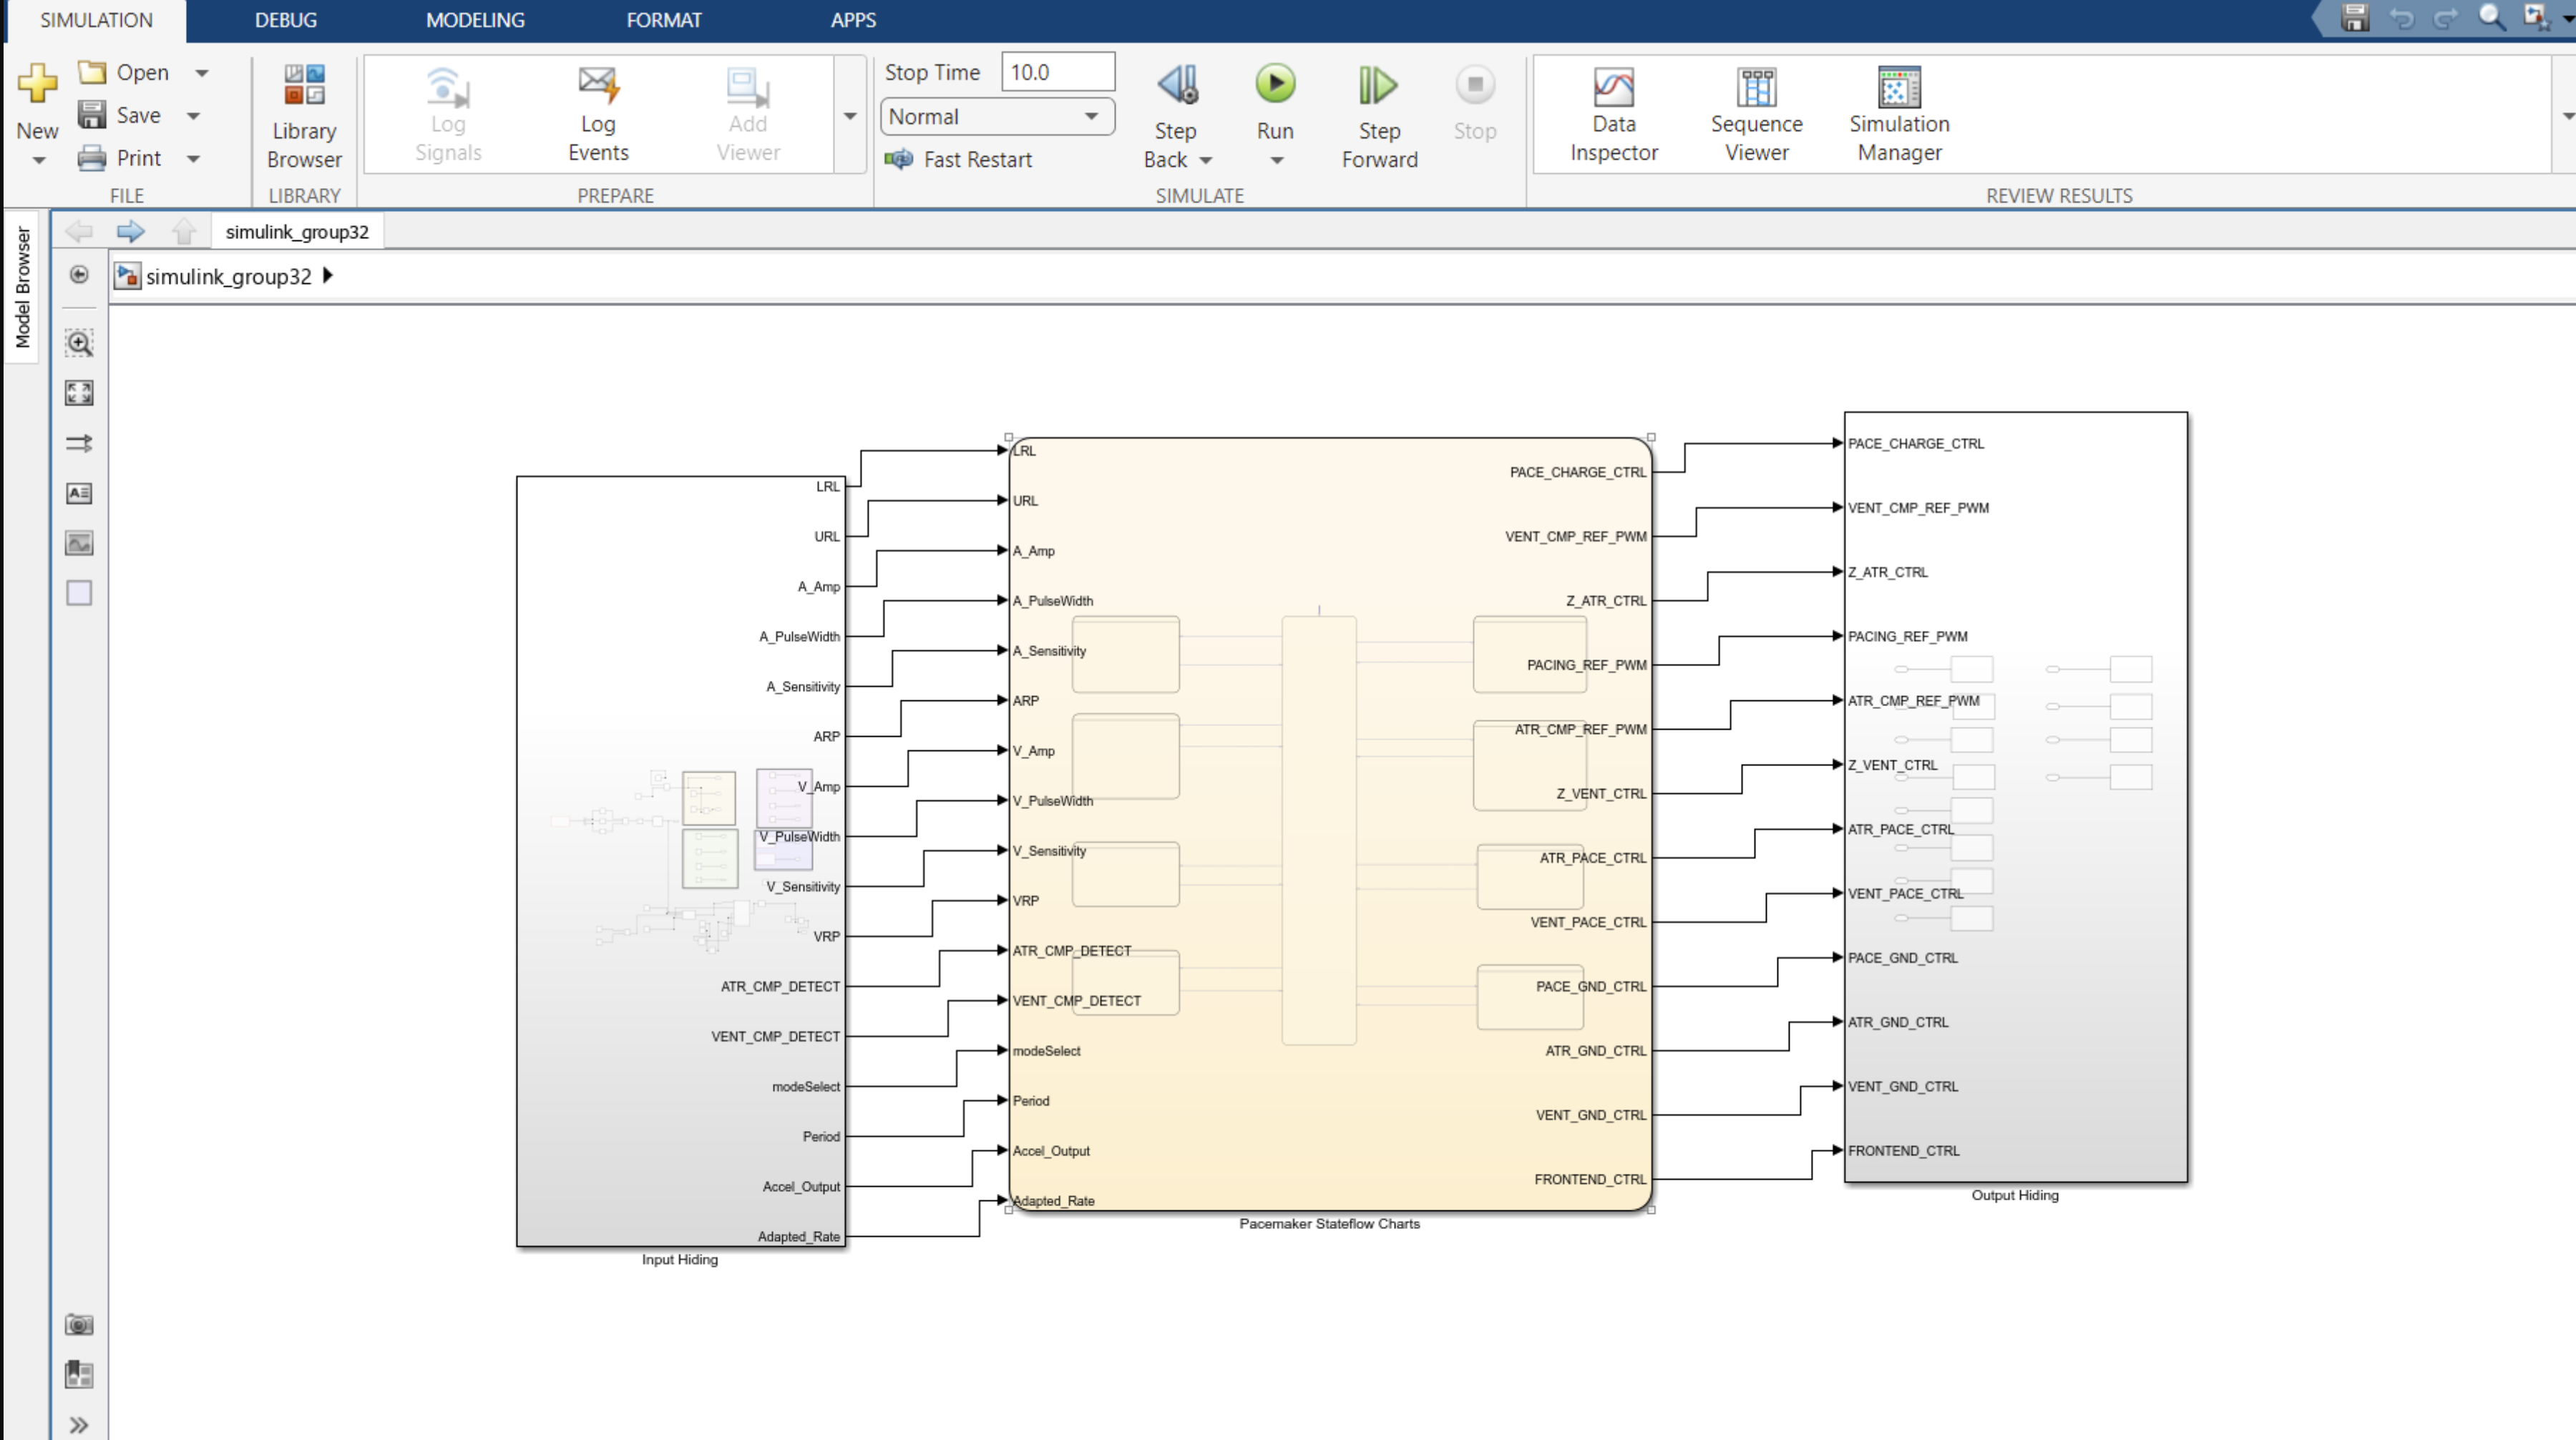 SIMULATION DEBUG MODELING FORMAT APPS
New
Open
Save
Print
FILE
Library
Browser
LIBRARY
Log
Signals
Log
Events
Add
Viewer
PREPARE
Stop Time 10.0
Normal
Fast Restart
Step
Back
Run
Step
Forward
Stop
SIMULATE
Data
Inspector
Sequence
Viewer
Simulation
Manager
REVIEW RESULTS
Model Browser
simulink_group32
simulink_group32
LRL
URL
A_Amp
A_PulseWidth
A_Sensitivity
ARP
V_Amp
V_PulseWidth
V_Sensitivity
VRP
ATR_CMP_DETECT
VENT_CMP_DETECT
modeSelect
Period
Accel_Output
Adapted_Rate
Input Hiding
LRL
URL
A_Amp
A_PulseWidth
A_Sensitivity
ARP
V_Amp
V_PulseWidth
V_Sensitivity
VRP
ATR_CMP_DETECT
VENT_CMP_DETECT
modeSelect
Period
Accel_Output
Adapted_Rate
PACE_CHARGE_CTRL
VENT_CMP_REF_PWM
Z_ATR_CTRL
PACING_REF_PWM
ATR_CMP_REF_PWM
Z_VENT_CTRL
ATR_PACE_CTRL
VENT_PACE_CTRL
PACE_GND_CTRL
ATR_GND_CTRL
VENT_GND_CTRL
FRONTEND_CTRL
Pacemaker Stateflow Charts
PACE_CHARGE_CTRL
VENT_CMP_REF_PWM
Z_ATR_CTRL
PACING_REF_PWM
ATR_CMP_REF_PWM
Z_VENT_CTRL
ATR_PACE_CTRL
VENT_PACE_CTRL
PACE_GND_CTRL
ATR_GND_CTRL
VENT_GND_CTRL
FRONTEND_CTRL
Output Hiding